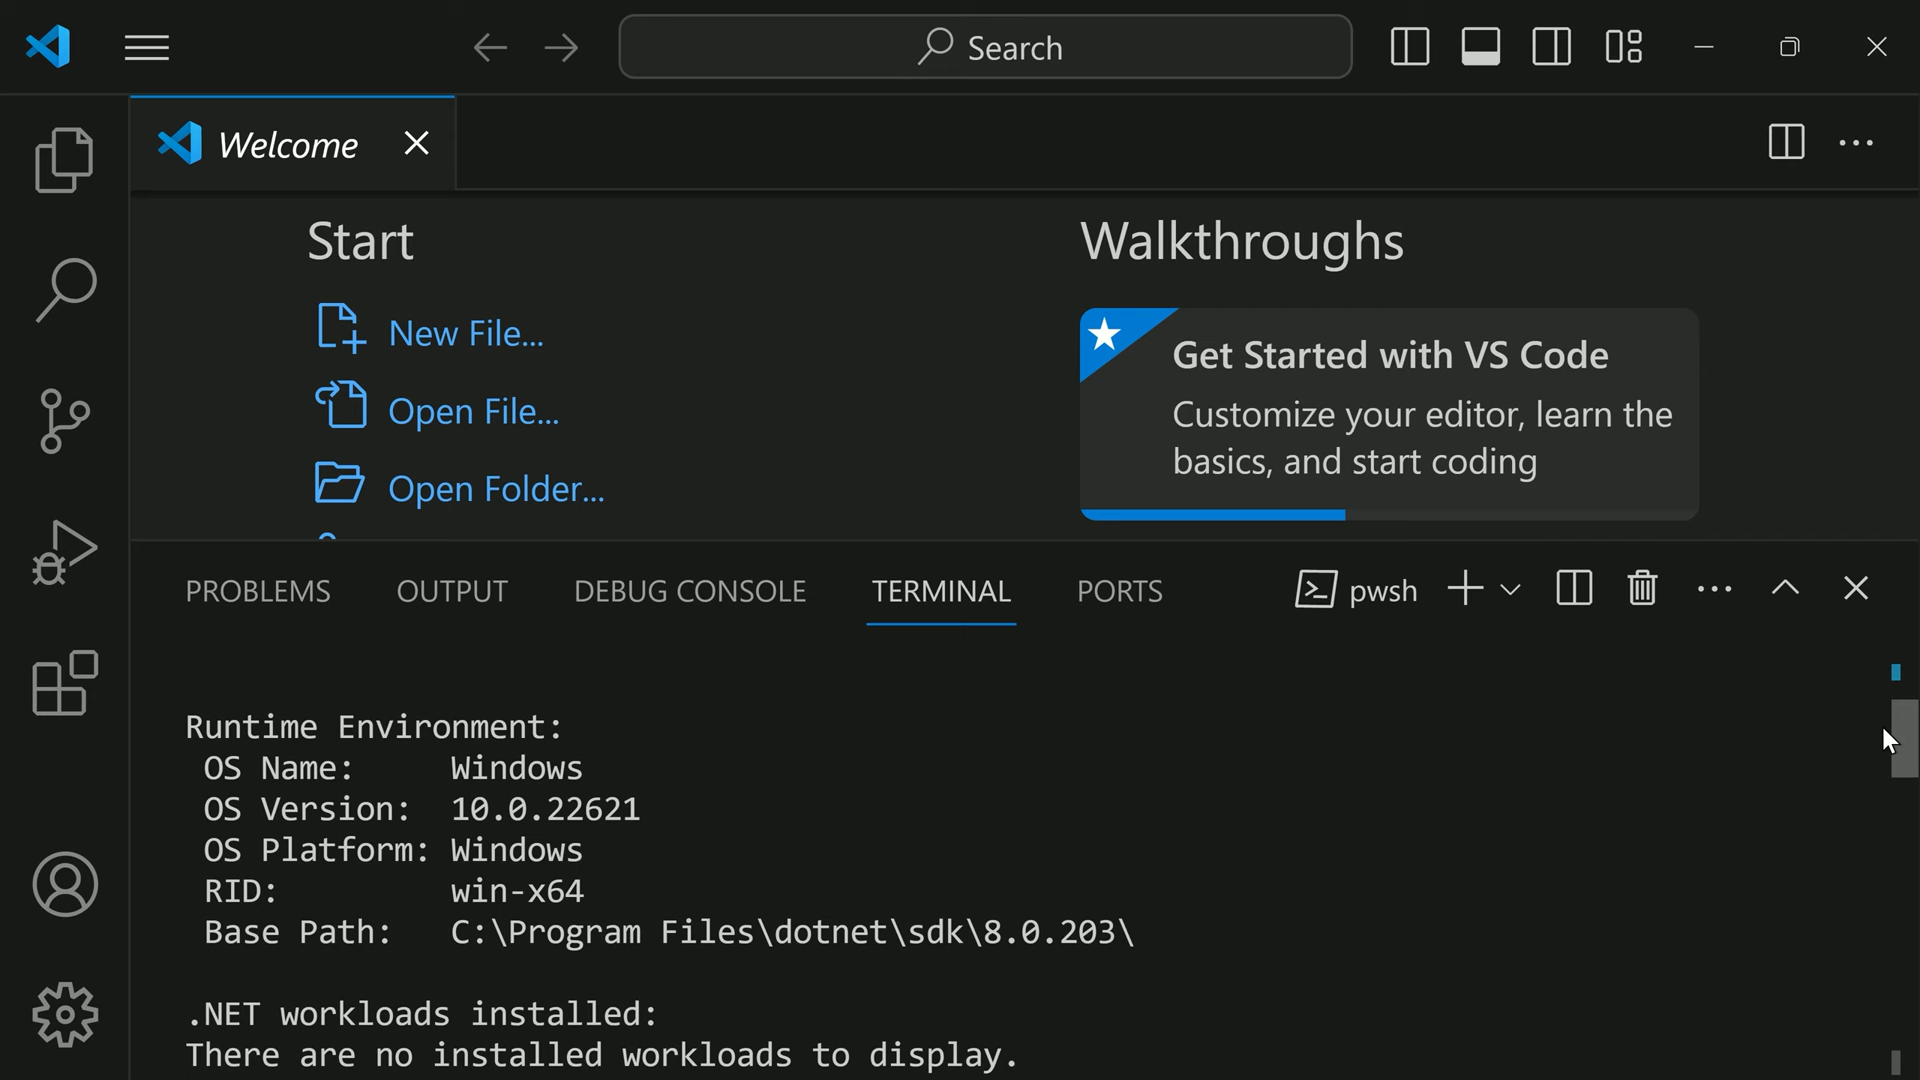 Search
Welcome
Start
Walkthroughs
New File...
Get Started with VS Code
Customize your editor, learn the
basics, and start coding
Open File...
Open Folder...
PROBLEMS OUTPUT DEBUG CONSOLE TERMINAL PORTS pwsh
Runtime Environment:
OS Name: Windows
OS Version: 10.0.22621
OS Platform: Windows
RID: win-x64
Base Path: C:\Program Files\dotnet\sdk\8.0.203\
.NET workloads installed:
There are no installed workloads to display.